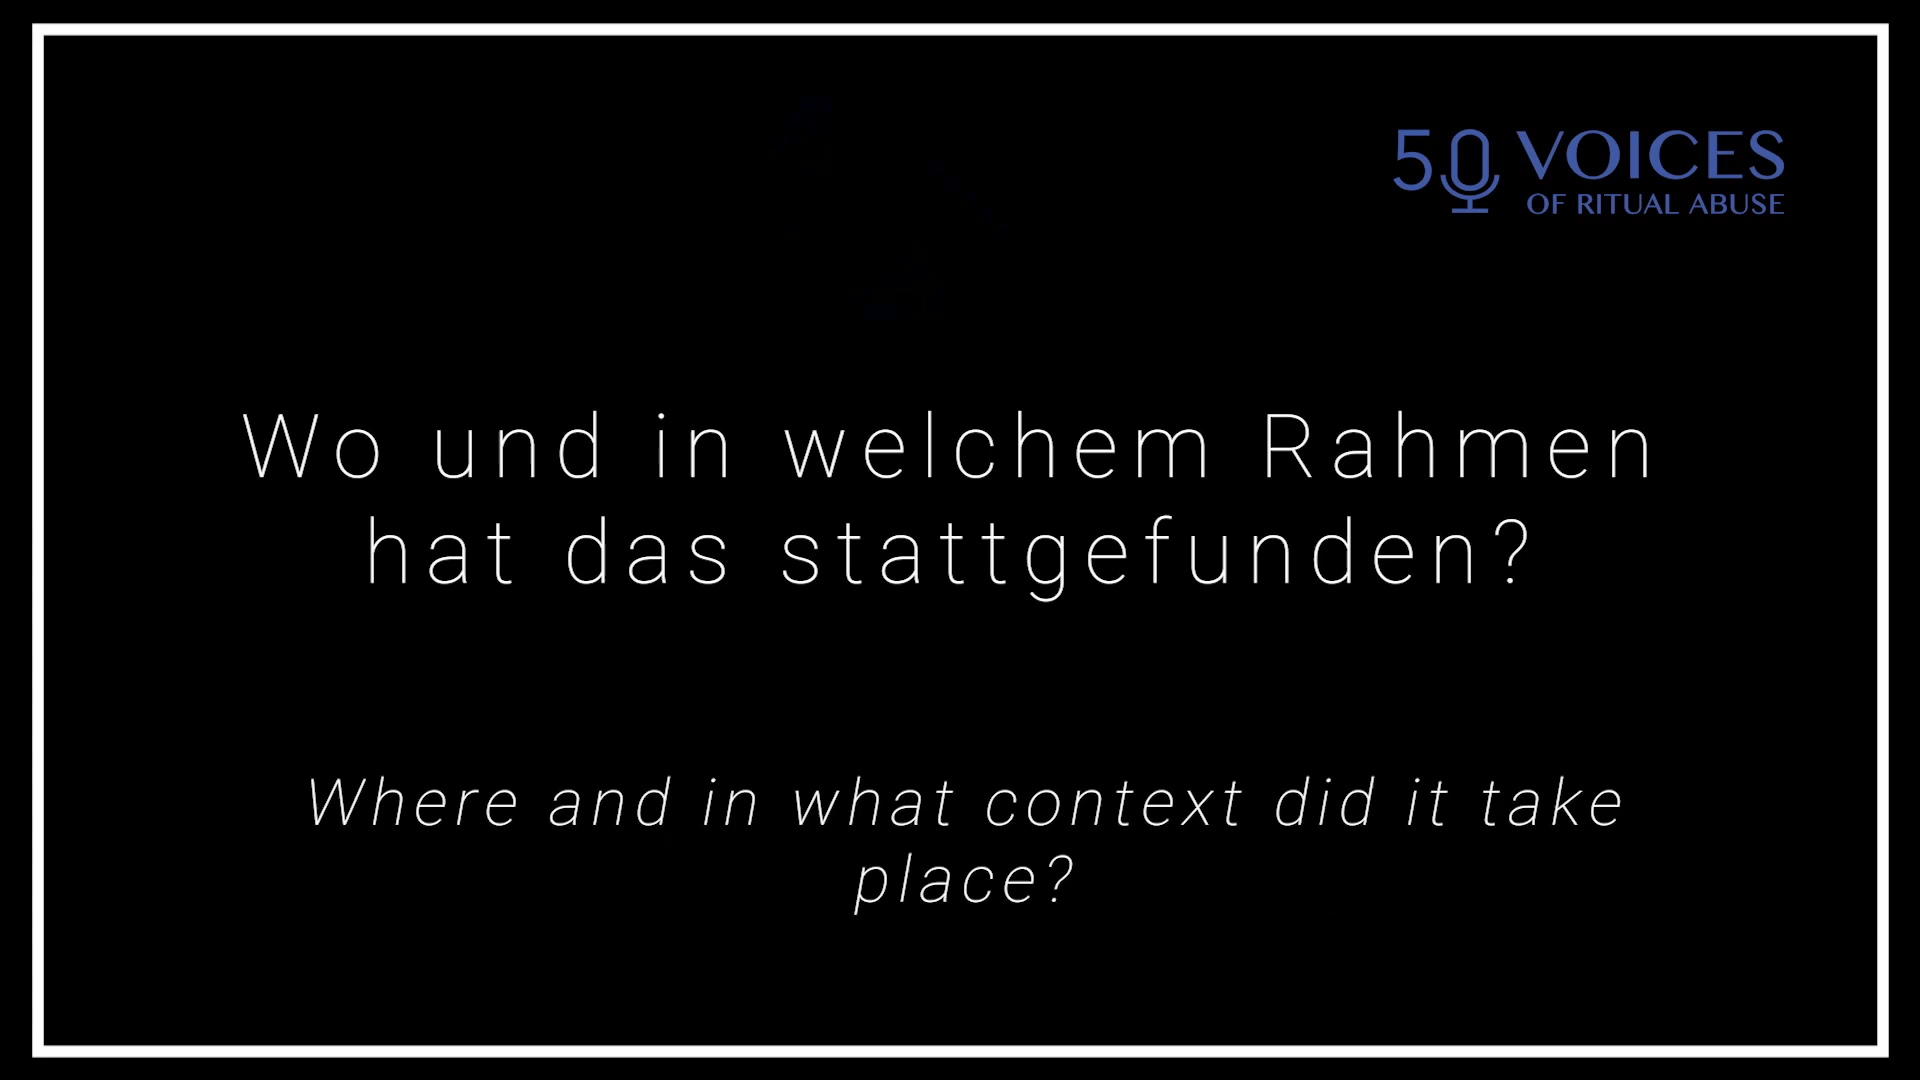 50 VOICES
OF RITUAL ABUSE
Wo und in welchem Rahmen
hat das stattgefunden?
Where and in what context did it take
place?